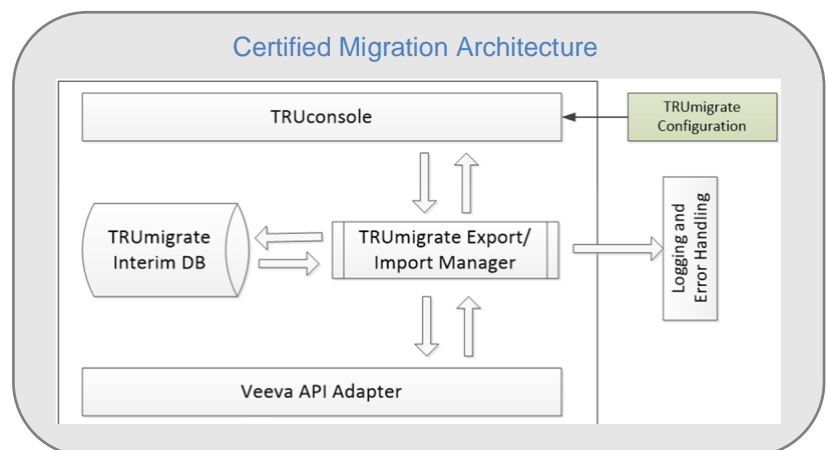 Certified Migration Architecture
TRUconsole
TRUmigrate
Configuration
TRUmigrate
Interim DB
TRUmigrate Export/
Import Manager
Logging and
Error Handling
Veeva API Adapter